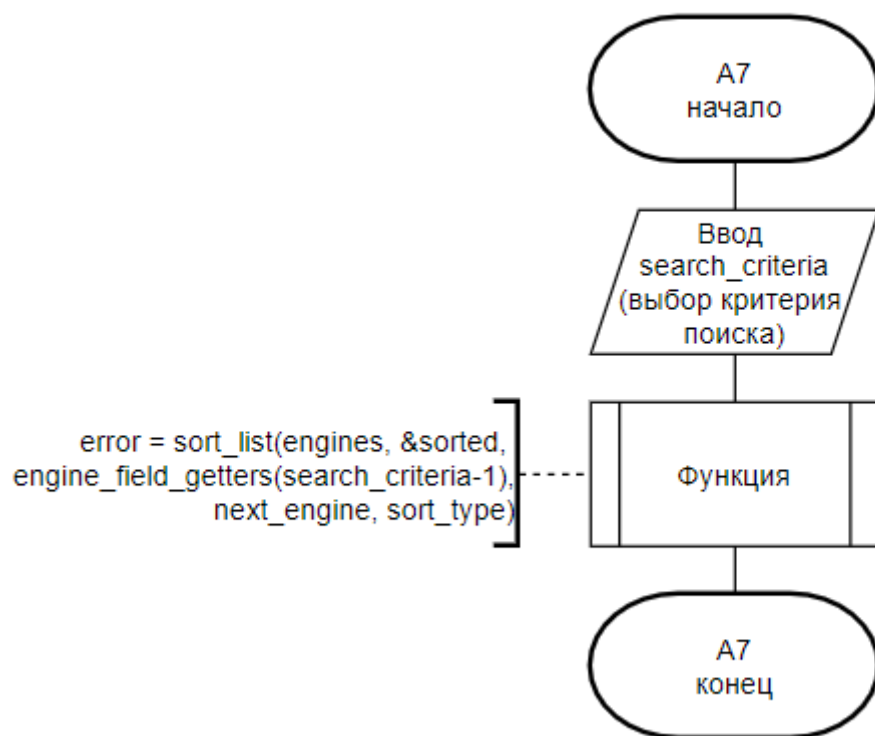 А7
начало
Ввод
search_criteria
(выбор критерия
поиска)
error = sort_list(engines, &sorted,
engine_field_getters(search_criteria-1),
next_engine, sort_type)
Функция
А7
конец